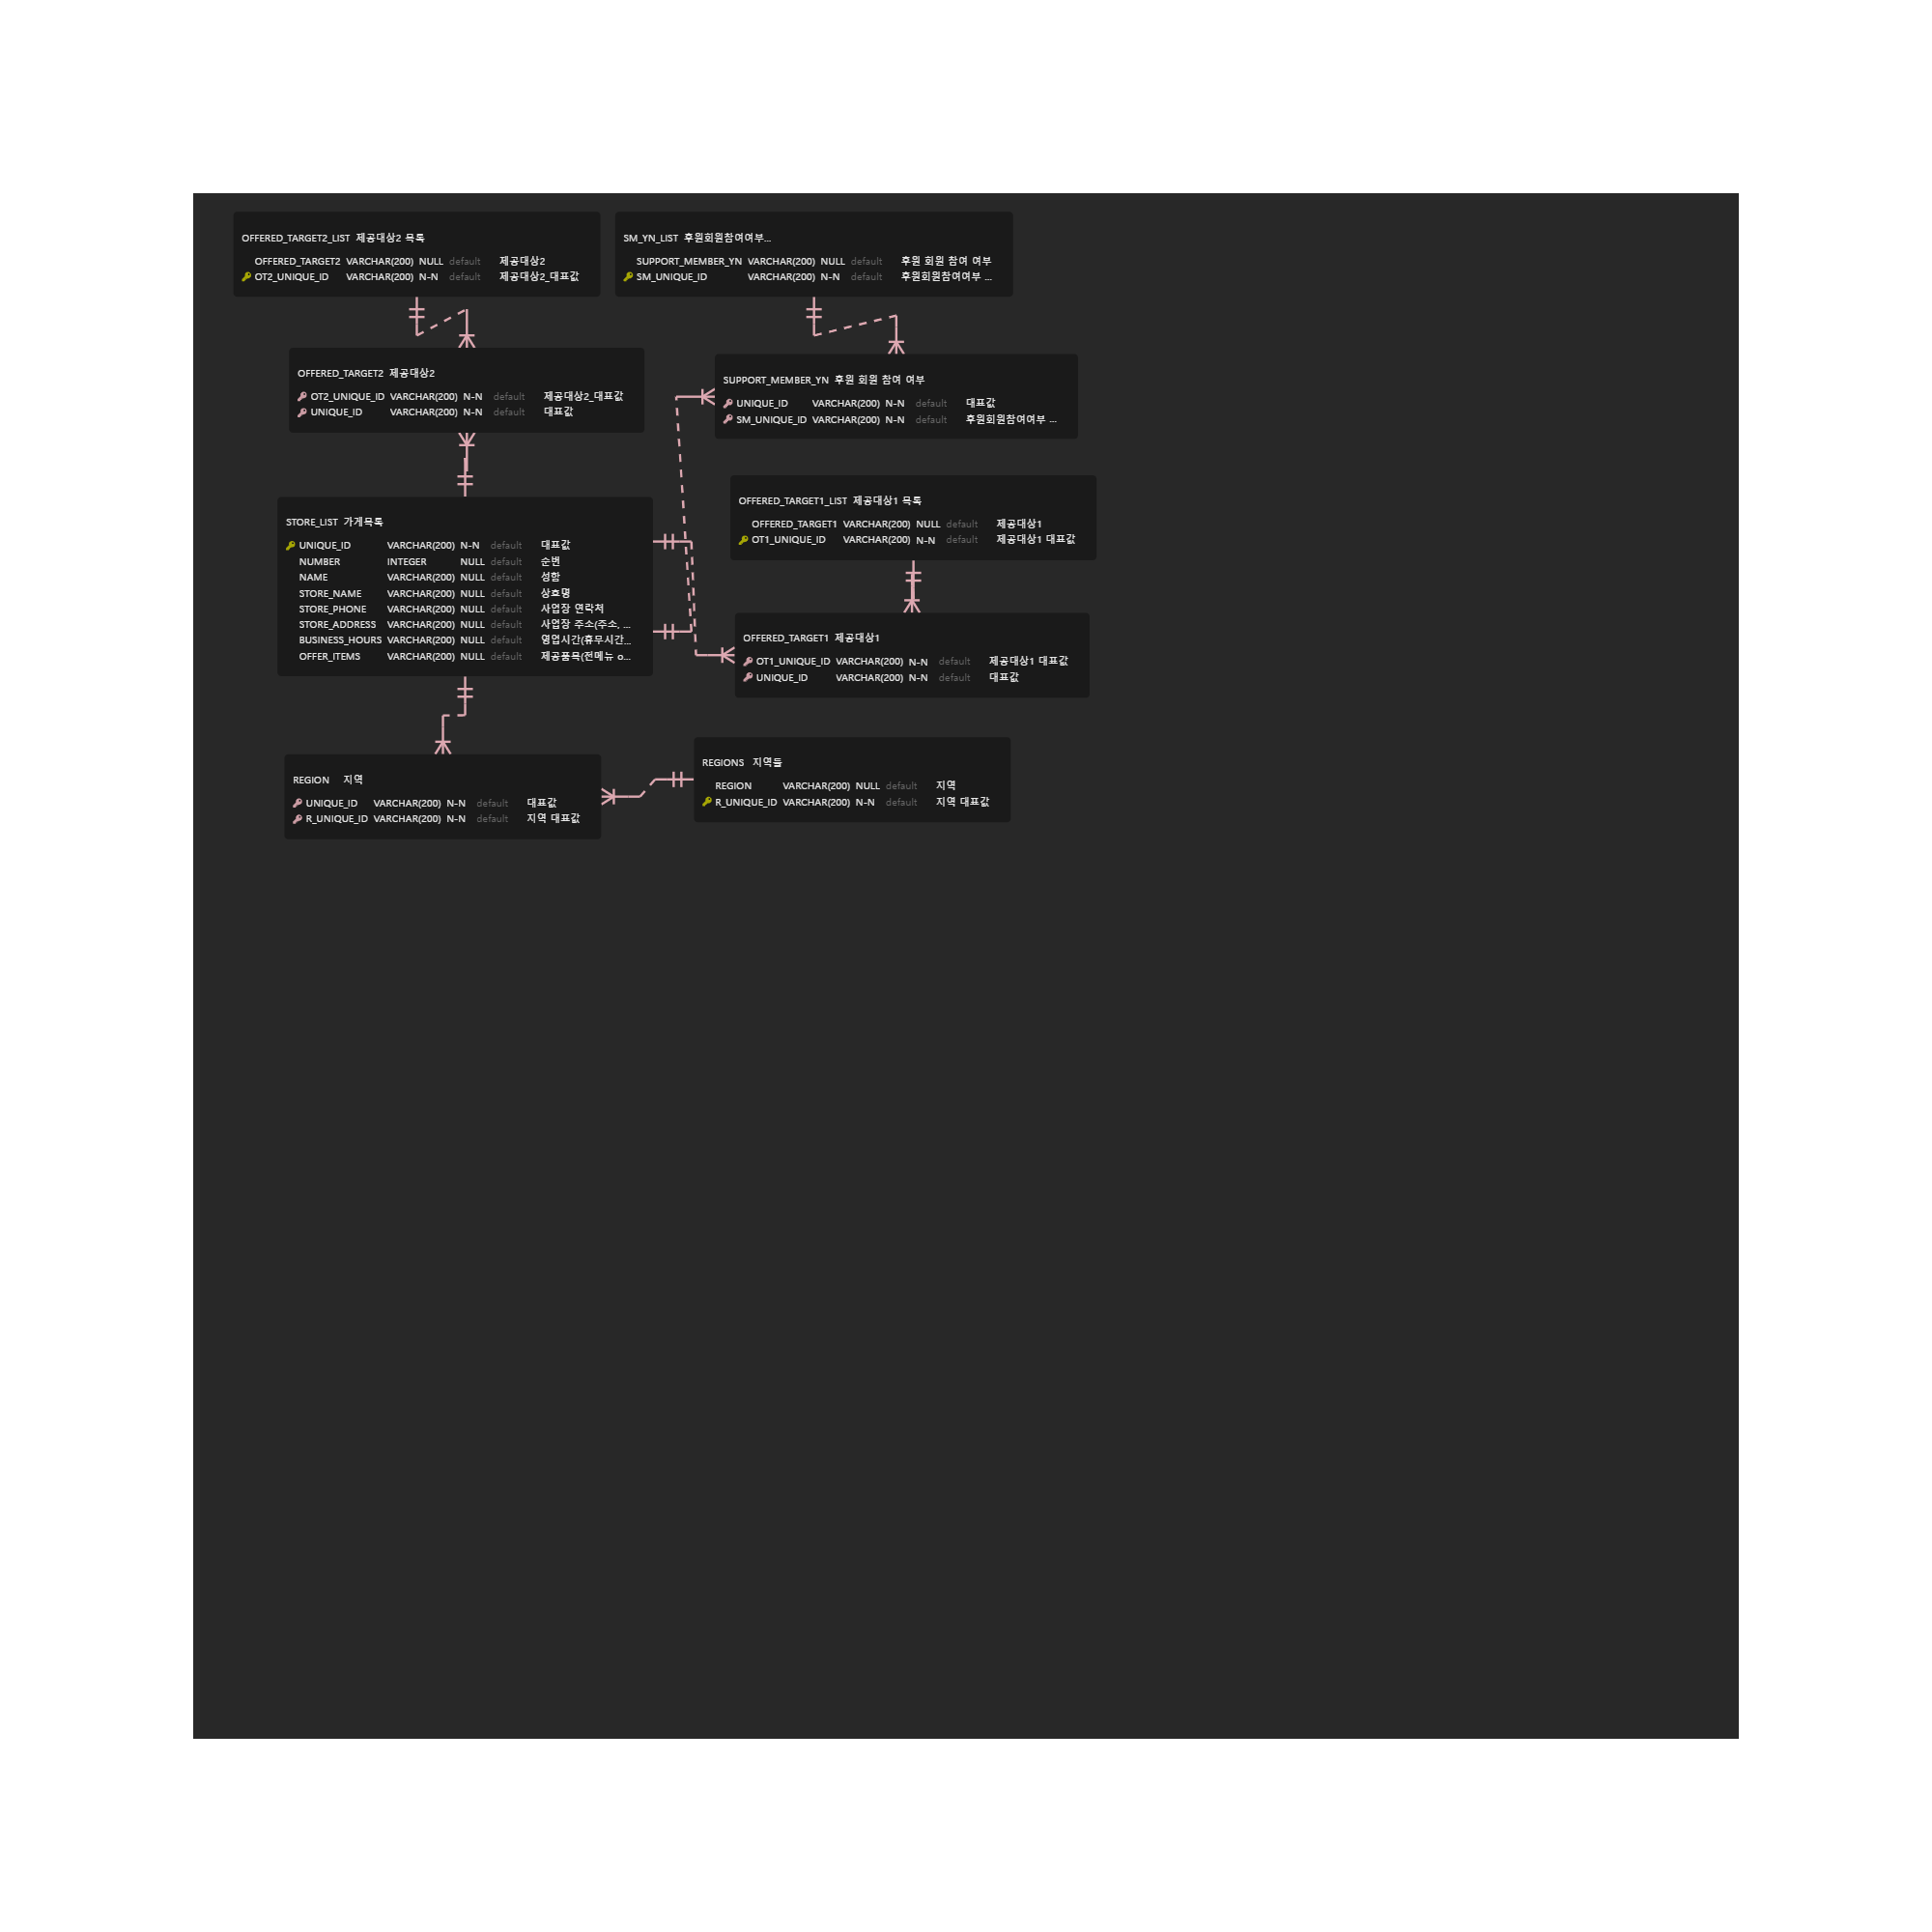 OFFERED_TARGET2_LIST 제공대상2 목록
OFFERED_TARGET2 VARCHAR(200) NULL default 제공대상2
OT2_UNIQUE_ID VARCHAR(200) N-N default 제공대상2_대표값
SM_YN_LIST 후원회원참여여부...
SUPPORT_MEMBER_YN VARCHAR(200) NULL default 후원 회원 참여 여부
SM_UNIQUE_ID VARCHAR(200) N-N default 후원회원참여여부 ...
OFFERED_TARGET2 제공대상2
OT2_UNIQUE_ID VARCHAR(200) N-N default 제공대상2_대표값
UNIQUE_ID VARCHAR(200) N-N default 대표값
SUPPORT_MEMBER_YN 후원 회원 참여 여부
UNIQUE_ID VARCHAR(200) N-N default 대표값
SM_UNIQUE_ID VARCHAR(200) N-N default 후원회원참여여부 ...
OFFERED_TARGET1_LIST 제공대상1 목록
OFFERED_TARGET1 VARCHAR(200) NULL default 제공대상1
OT1_UNIQUE_ID VARCHAR(200) N-N default 제공대상1 대표값
STORE_LIST 가게목록
UNIQUE_ID VARCHAR(200) N-N default 대표값
NUMBER INTEGER NULL default 순번
NAME VARCHAR(200) NULL default 성함
STORE_NAME VARCHAR(200) NULL default 상호명
STORE_PHONE VARCHAR(200) NULL default 사업장 연락처
STORE_ADDRESS VARCHAR(200) NULL default 사업장 주소(주소, ...
BUSINESS_HOURS VARCHAR(200) NULL default 영업시간(휴무시간...
OFFER_ITEMS VARCHAR(200) NULL default 제공품목(전메뉴 o...
OFFERED_TARGET1 제공대상1
OT1_UNIQUE_ID VARCHAR(200) N-N default 제공대상1 대표값
UNIQUE_ID VARCHAR(200) N-N default 대표값
REGION 지역
UNIQUE_ID VARCHAR(200) N-N default 대표값
R_UNIQUE_ID VARCHAR(200) N-N default 지역 대표값
REGIONS 지역들
REGION VARCHAR(200) NULL default 지역
R_UNIQUE_ID VARCHAR(200) N-N default 지역 대표값